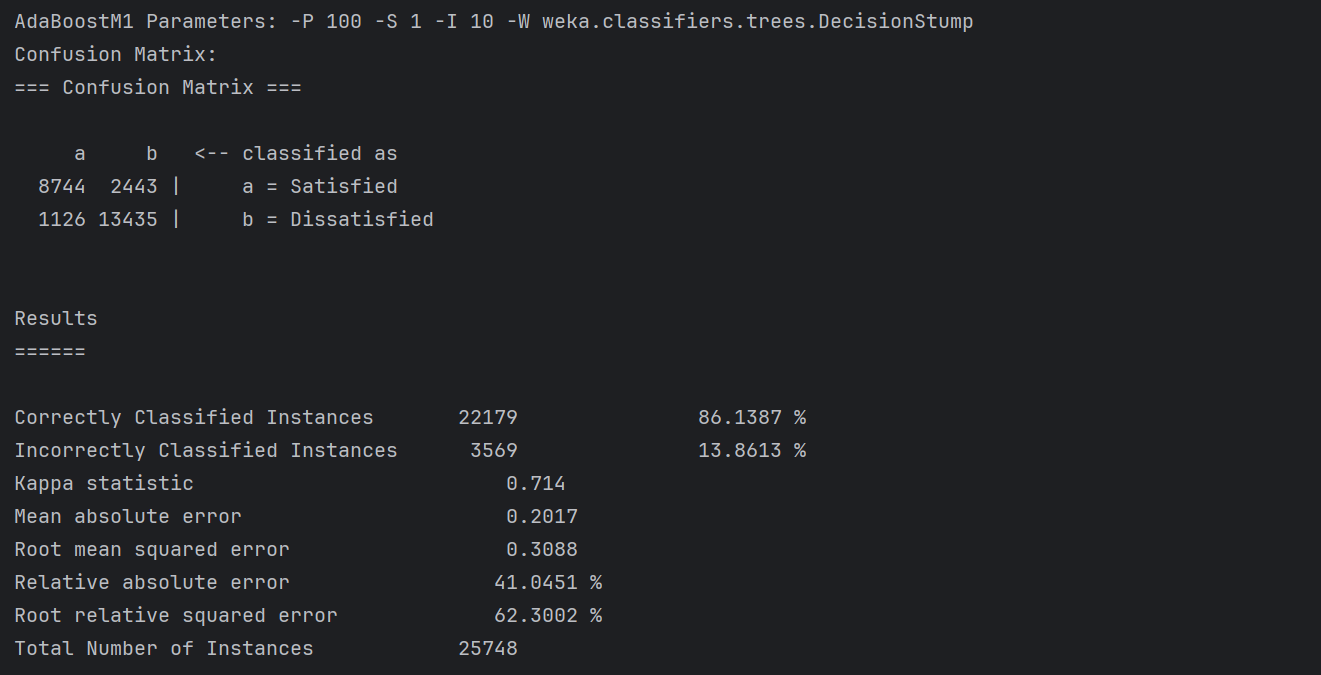 AdaBoostM1 Parameters: -P 100 -S 1 -I 10 -W weka.classifiers.trees.DecisionStump
Confusion Matrix:
=== Confusion Matrix ===
     a     b   <-- classified as
  8744  2443 |     a = Satisfied
  1126 13435 |     b = Dissatisfied
Results
======
Correctly Classified Instances       22179               86.1387 %
Incorrectly Classified Instances      3569               13.8613 %
Kappa statistic                          0.714
Mean absolute error                      0.2017
Root mean squared error                  0.3088
Relative absolute error                 41.0451 %
Root relative squared error             62.3002 %
Total Number of Instances            25748